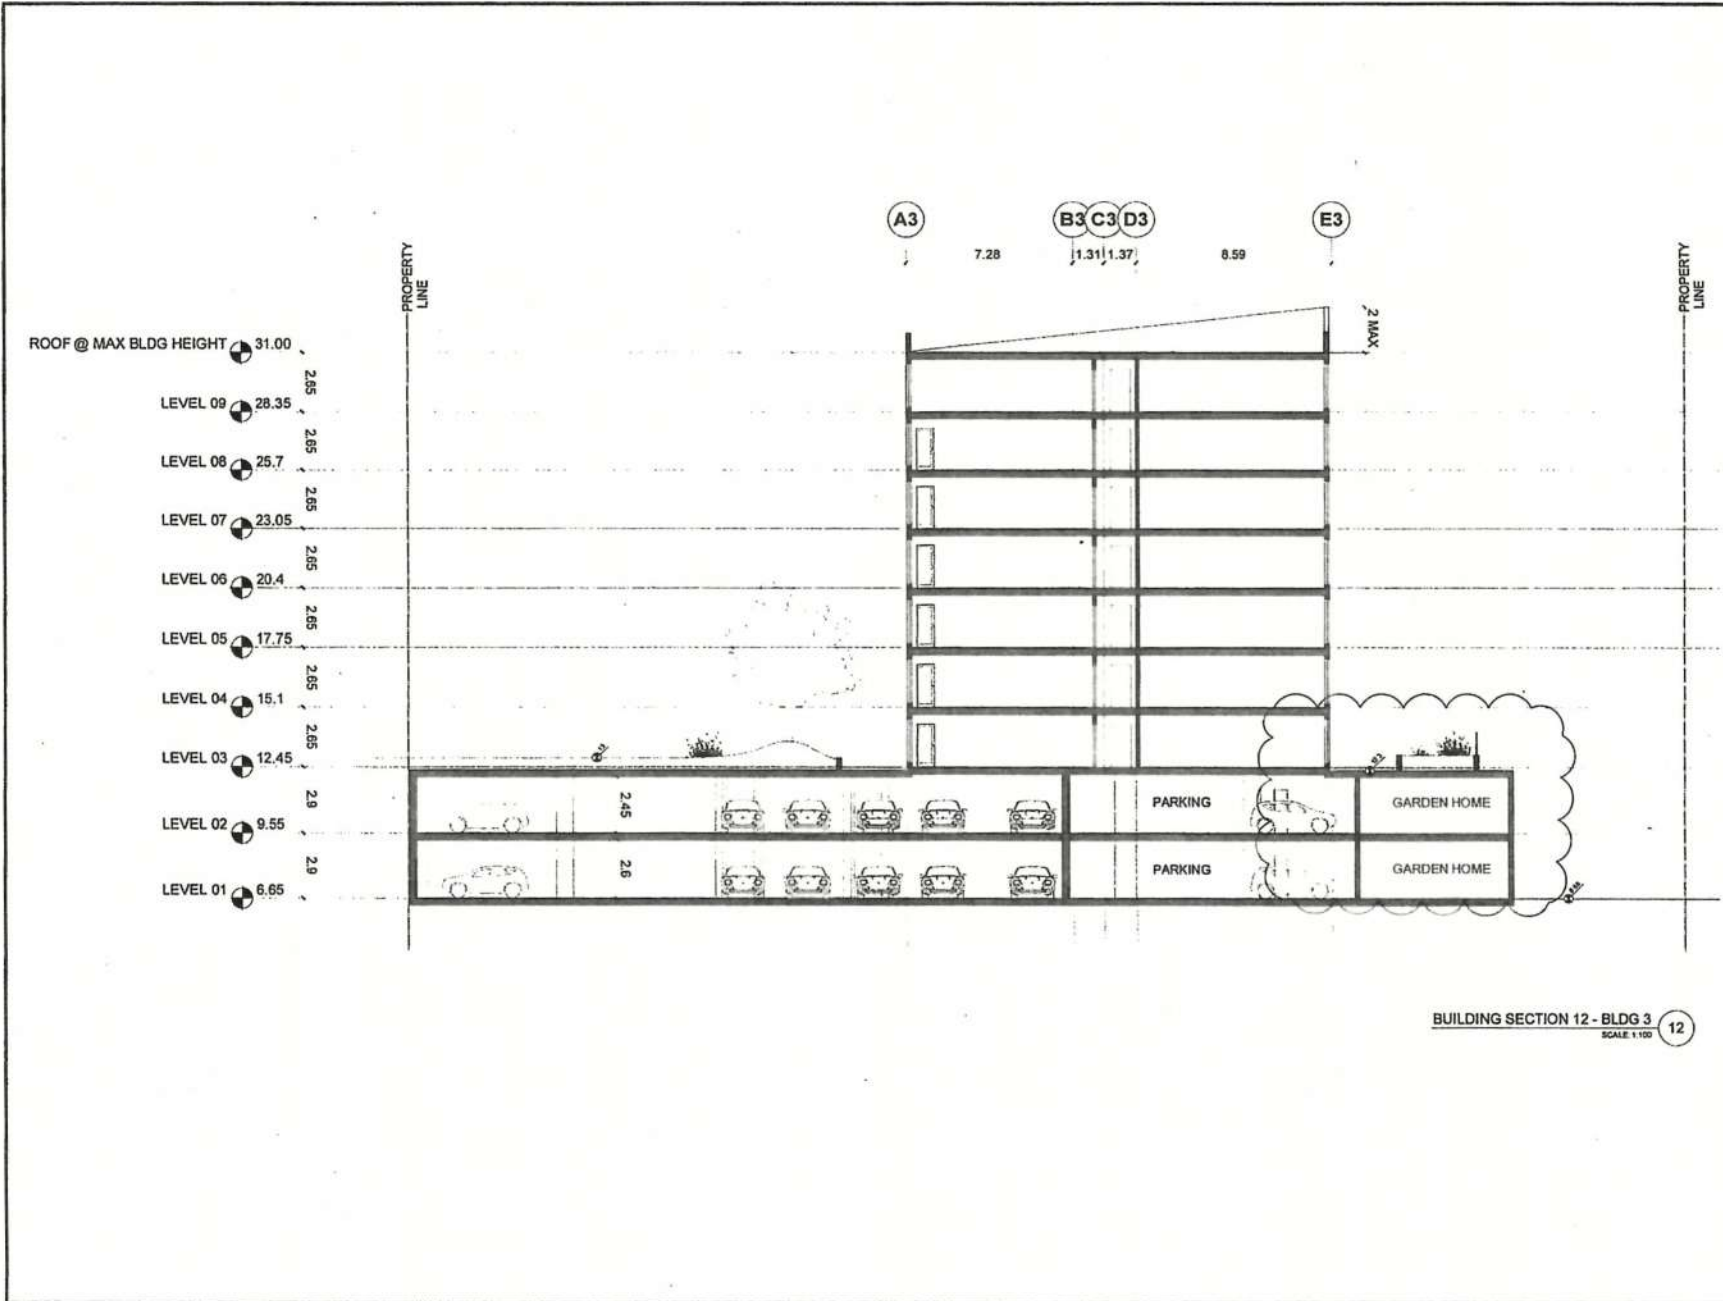 A3
B3
C3
D3
E3
7.28
1.31
1.37
8.59
PROPERTY
LINE
PROPERTY
LINE
2 MAX
ROOF @ MAX BLDG HEIGHT
31.00
2.65
LEVEL 09
28.35
2.65
LEVEL 08
25.7
2.65
LEVEL 07
23.05
2.65
LEVEL 06
20.4
2.65
LEVEL 05
17.75
2.65
LEVEL 04
15.1
2.65
LEVEL 03
12.45
2.9
2.45
PARKING
GARDEN HOME
LEVEL 02
9.55
2.9
2.6
PARKING
GARDEN HOME
LEVEL 01
6.65
BUILDING SECTION 12 - BLDG 3
SCALE: 1:100
12